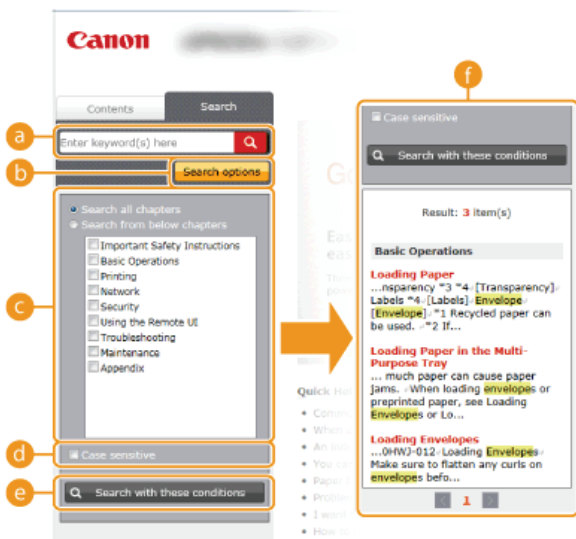 Canon
Contents
Search
a
Enter keyword(s) here
b
Search options
c
Search all chapters
Search from below chapters
Important Safety Instructions
Basic Operations
Printing
Network
Security
Using the Remote UI
Troubleshooting
Maintenance
Appendix
d
Case sensitive
e
Search with these conditions
Quick
f
Case sensitive
Search with these conditions
Result: 3 item(s)
Basic Operations
Loading Paper
...nsparency *3 *4 [Transparency]
Labels *4 [Labels] Envelope
[Envelope] *1 Recycled paper can
be used. *2 If...
Loading Paper in the Multi-
Purpose Tray
... much paper can cause paper
jams. When loading envelopes or
preprinted paper, see Loading
Envelopes or Lo...
Loading Envelopes
...0HWJ-012 Loading Envelopes
Make sure to flatten any curls on
envelopes befo...
1